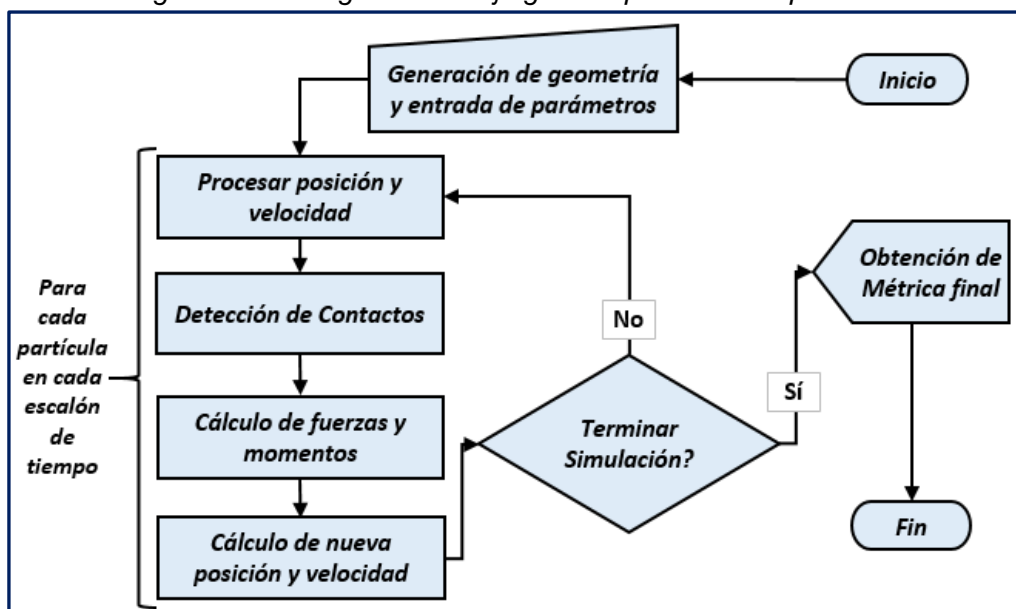 Inicio
Generación de geometría
y entrada de parámetros
Procesar posición y
velocidad
Detección de Contactos
Cálculo de fuerzas y
momentos
Cálculo de nueva
posición y velocidad
Para
cada
partícula
en cada
escalón
de
tiempo
Terminar
Simulación?
No
Sí
Obtención de
Métrica final
Fin